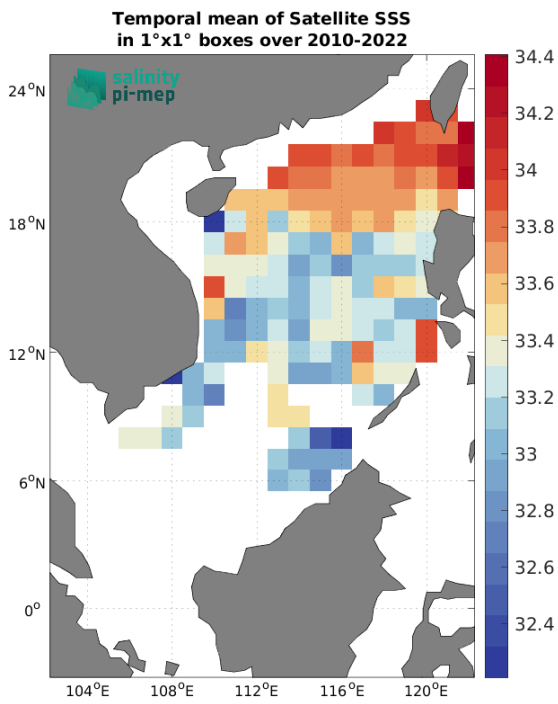 Temporal mean of Satellite SSS
in 1°x1° boxes over 2010-2022
salinity
pi-mep
24°N
18°N
12°N
6°N
0°
104°E 108°E 112°E 116°E 120°E
34.4
34.2
34
33.8
33.6
33.4
33.2
33
32.8
32.6
32.4